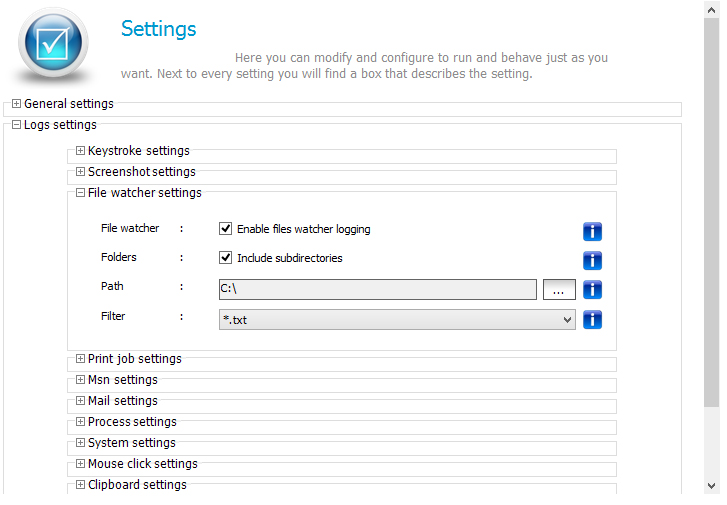 Settings
Here you can modify and configure to run and behave just as you
want. Next to every setting you will find a box that describes the setting.
General settings
Logs settings
Keystroke settings
Screenshot settings
File watcher settings
File watcher : Enable files watcher logging
Folders : Include subdirectories
Path : C:\ ...
Filter : *.txt
Print job settings
Msn settings
Mail settings
Process settings
System settings
Mouse click settings
Clipboard settings